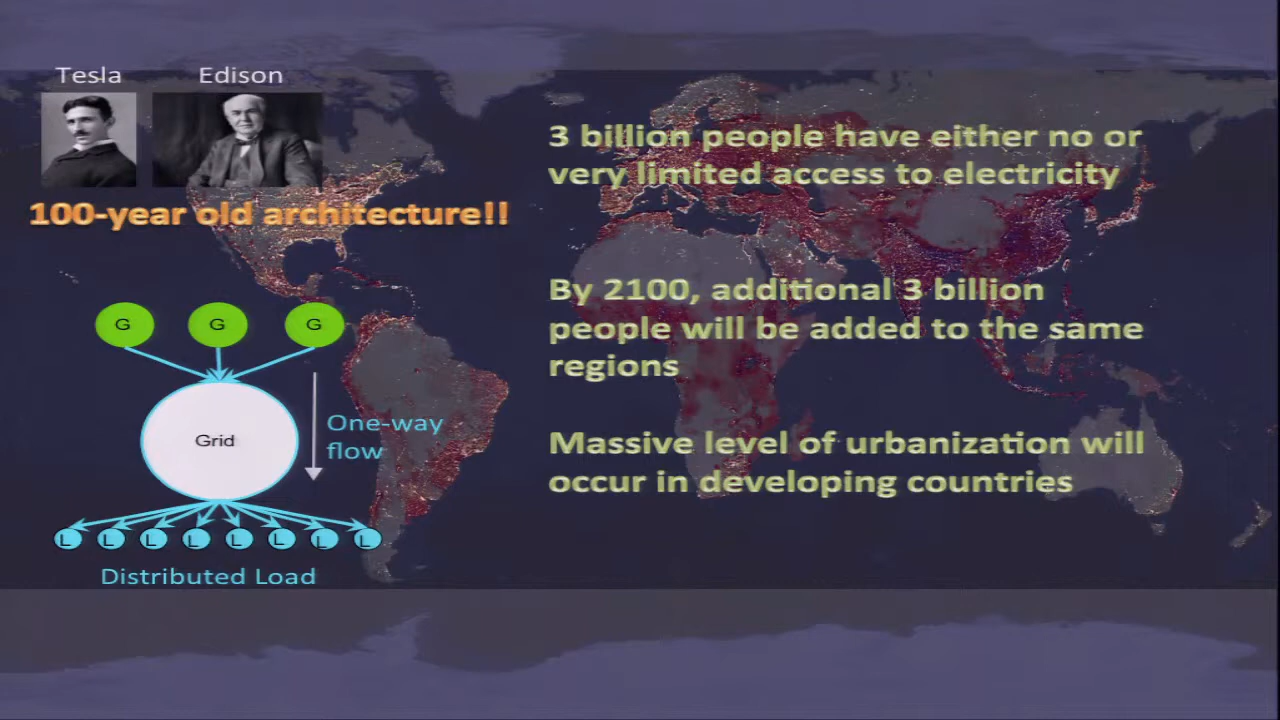 Tesla
Edison
100-year old architecture!!
G
G
G
Grid
One-way
flow
L
L
L
L
L
L
L
L
Distributed Load
3 billion people have either no or
very limited access to electricity
By 2100, additional 3 billion
people will be added to the same
regions
Massive level of urbanization will
occur in developing countries